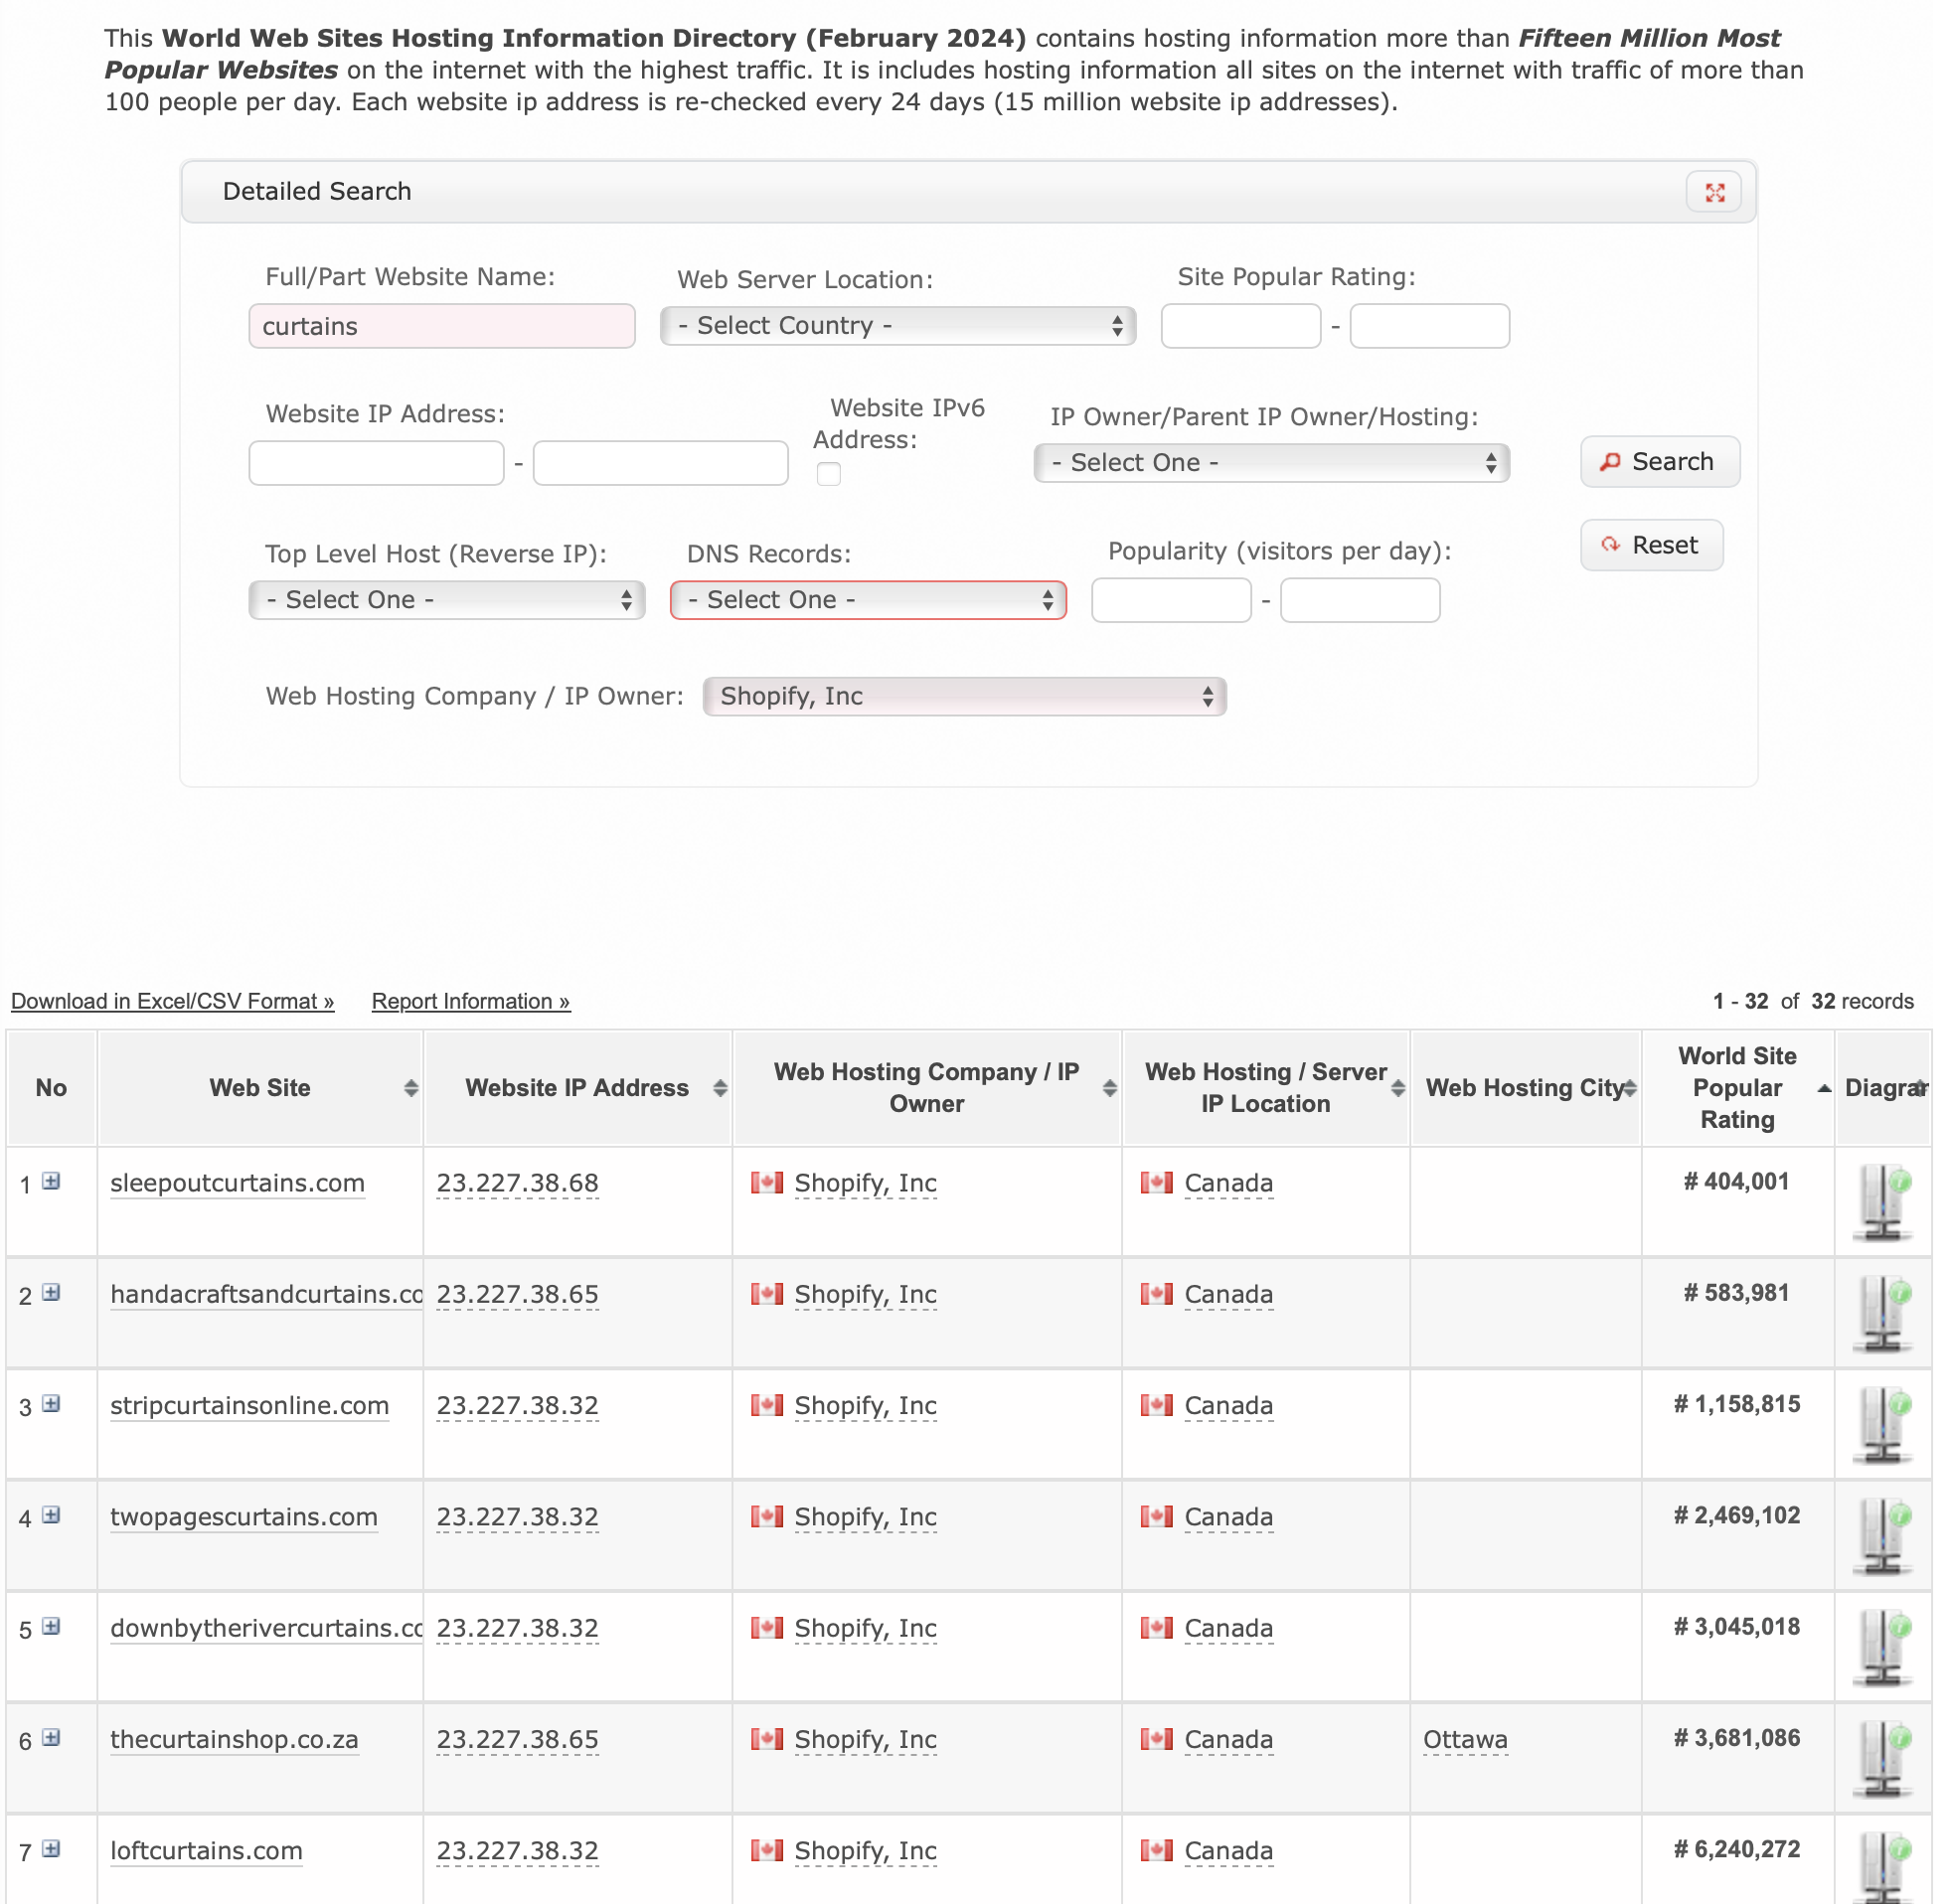 This World Web Sites Hosting Information Directory (February 2024) contains hosting information more than Fifteen Million Most
Popular Websites on the internet with the highest traffic. It is includes hosting information all sites on the internet with traffic of more than
100 people per day. Each website ip address is re-checked every 24 days (15 million website ip addresses).
Detailed Search
Full/Part Website Name: Web Server Location: Site Popular Rating:
curtains - Select Country - -
Website IP Address: Website IPv6 Address: IP Owner/Parent IP Owner/Hosting:
- - Select One - Search
Top Level Host (Reverse IP): DNS Records: Popularity (visitors per day): Reset
- Select One - - Select One - -
Web Hosting Company / IP Owner: Shopify, Inc
Download in Excel/CSV Format » Report Information » 1 - 32 of 32 records
No Web Site Website IP Address Web Hosting Company / IP Owner Web Hosting / Server IP Location Web Hosting City World Site Popular Rating Diagrar
1 sleepoutcurtains.com 23.227.38.68 Shopify, Inc Canada # 404,001
2 handacraftsandcurtains.co 23.227.38.65 Shopify, Inc Canada # 583,981
3 stripcurtainsonline.com 23.227.38.32 Shopify, Inc Canada # 1,158,815
4 twopagescurtains.com 23.227.38.32 Shopify, Inc Canada # 2,469,102
5 downbytherivercurtains.co 23.227.38.32 Shopify, Inc Canada # 3,045,018
6 thecurtainshop.co.za 23.227.38.65 Shopify, Inc Canada Ottawa # 3,681,086
7 loftcurtains.com 23.227.38.32 Shopify, Inc Canada # 6,240,272